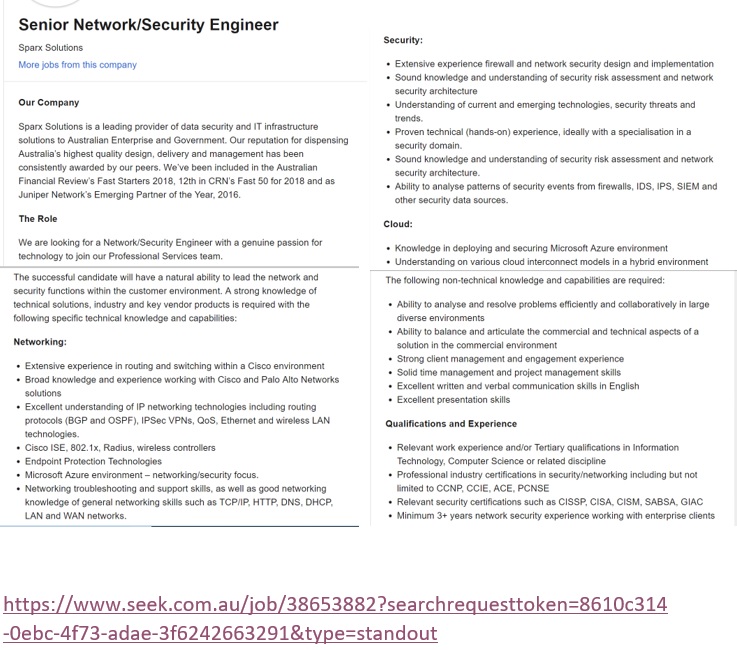 Senior Network/Security Engineer
Sparx Solutions
More jobs from this company
Our Company
Sparx Solutions is a leading provider of data security and IT infrastructure
solutions to Australian Enterprise and Government. Our reputation for dispensing
Australia's highest quality design, delivery and management has been
consistently awarded by our peers. We've been included in the Australian
Financial Review's Fast Starters 2018, 12th in CRN's Fast 50 for 2018 and as
Juniper Network's Emerging Partner of the Year, 2016.
The Role
We are looking for a Network/Security Engineer with a genuine passion for
technology to join our Professional Services team.
The successful candidate will have a natural ability to lead the network and
security functions within the customer environment. A strong knowledge of
technical solutions, industry and key vendor products is required with the
following specific technical knowledge and capabilities:
Networking:
• Extensive experience in routing and switching within a Cisco environment
• Broad knowledge and experience working with Cisco and Palo Alto Networks
solutions
• Excellent understanding of IP networking technologies including routing
protocols (BGP and OSPF), IPSec VPNs, QoS, Ethernet and wireless LAN
technologies.
• Cisco ISE, 802.1x, Radius, wireless controllers
• Endpoint Protection Technologies
• Microsoft Azure environment – networking/security focus.
• Networking troubleshooting and support skills, as well as good networking
knowledge of general networking skills such as TCP/IP, HTTP, DNS, DHCP,
LAN and WAN networks.
Security:
• Extensive experience firewall and network security design and implementation
• Sound knowledge and understanding of security risk assessment and network
security architecture
• Understanding of current and emerging technologies, security threats and
trends.
• Proven technical (hands-on) experience, ideally with a specialisation in a
security domain.
• Sound knowledge and understanding of security risk assessment and network
security architecture.
• Ability to analyse patterns of security events from firewalls, IDS, IPS, SIEM and
other security data sources.
Cloud:
• Knowledge in deploying and securing Microsoft Azure environment
• Understanding on various cloud interconnect models in a hybrid environment
The following non-technical knowledge and capabilities are required:
• Ability to analyse and resolve problems efficiently and collaboratively in large
diverse environments
• Ability to balance and articulate the commercial and technical aspects of a
solution in the commercial environment
• Strong client management and engagement experience
• Solid time management and project management skills
• Excellent written and verbal communication skills in English
• Excellent presentation skills
Qualifications and Experience
• Relevant work experience and/or Tertiary qualifications in Information
Technology, Computer Science or related discipline
• Professional industry certifications in security/networking including but not
limited to CCNP, CCIE, ACE, PCNSE
• Relevant security certifications such as CISSP, CISA, CISM, SABSA, GIAC
• Minimum 3+ years network security experience working with enterprise clients
https://www.seek.com.au/job/38653882?searchrequesttoken=8610c314
-0ebc-4f73-adae-3f6242663291&type=standout